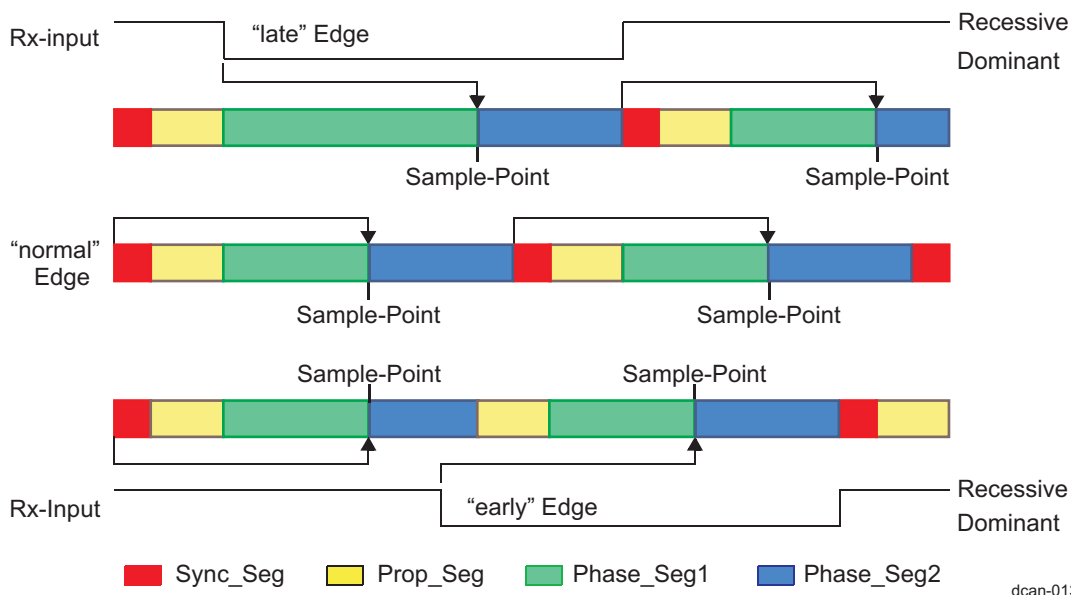 Rx-input
“late” Edge
Recessive
Dominant
Sample-Point
Sample-Point
“normal”
Edge
Sample-Point
Sample-Point
Sample-Point
Sample-Point
Rx-Input
“early” Edge
Recessive
Dominant
Sync_Seg
Prop_Seg
Phase_Seg1
Phase_Seg2